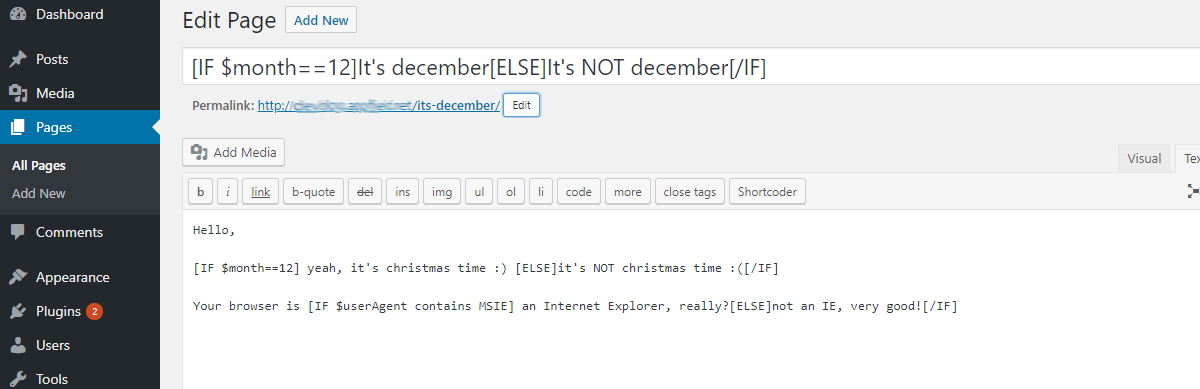 Dashboard
Posts
Media
Pages
All Pages
Add New
Comments
Appearance
Plugins 2
Users
Tools
Edit Page Add New
[IF $month==12]It's december[ELSE]It's NOT december[/IF]
Permalink: http:// /its-december/ Edit
Add Media
Visual Tex
b i link b-quote del ins img ul ol li code more close tags Shortcoder
Hello,
[IF $month==12] yeah, it's christmas time :) [ELSE]it's NOT christmas time :([/IF]
Your browser is [IF $userAgent contains MSIE] an Internet Explorer, really?[ELSE]not an IE, very good![/IF]